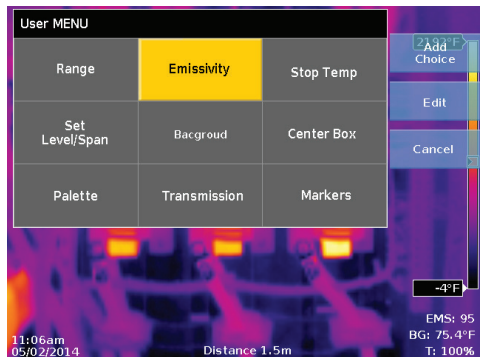 User MENU
Range
Emissivity
Stop Temp
Set
Level/Span
Bacgroud
Center Box
Palette
Transmission
Markers
Add
Choice
Edit
Cancel
-4°F
EMS: 95
BG: 75.4°F
T: 100%
11:06am
05/02/2014
Distance 1.5m